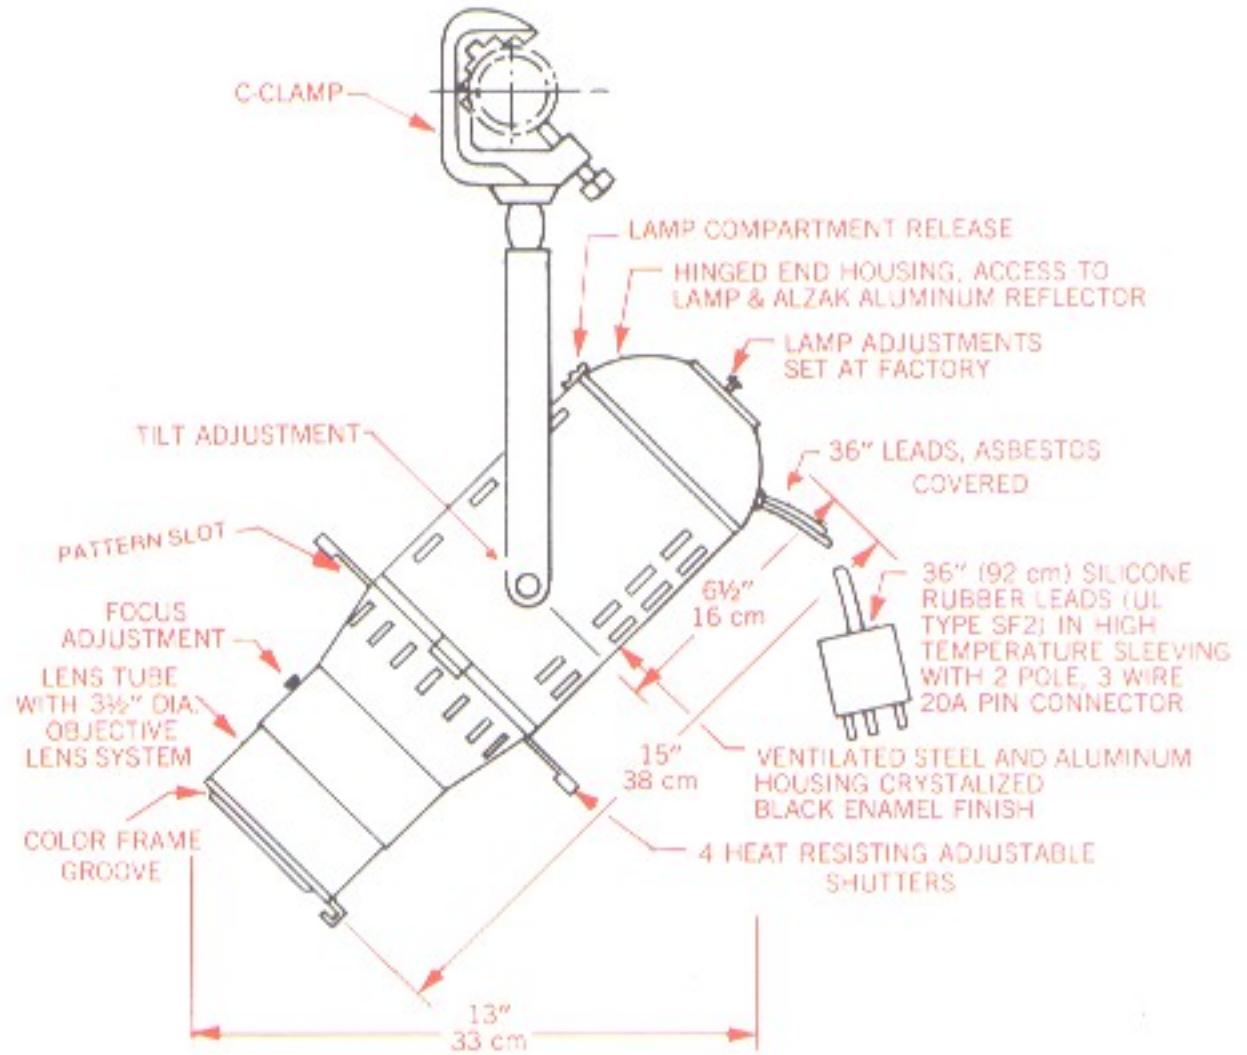 C-CLAMP
LAMP COMPARTMENT RELEASE
HINGED END HOUSING, ACCESS TO
LAMP & ALZAK ALUMINUM REFLECTOR
LAMP ADJUSTMENTS
SET AT FACTORY
TILT ADJUSTMENT
36" LEADS, ASBESTOS
COVERED
PATTERN SLOT
6½"
16 cm
36" (92 cm) SILICONE
RUBBER LEADS (UL
TYPE SF2) IN HIGH
TEMPERATURE SLEEVING
WITH 2 POLE, 3 WIRE
20A PIN CONNECTOR
FOCUS
ADJUSTMENT
LENS TUBE
WITH 3½" DIA.
OBJECTIVE
LENS SYSTEM
15"
38 cm
VENTILATED STEEL AND ALUMINUM
HOUSING CRYSTALIZED
BLACK ENAMEL FINISH
COLOR FRAME
GROOVE
4 HEAT RESISTING ADJUSTABLE
SHUTTERS
13"
33 cm